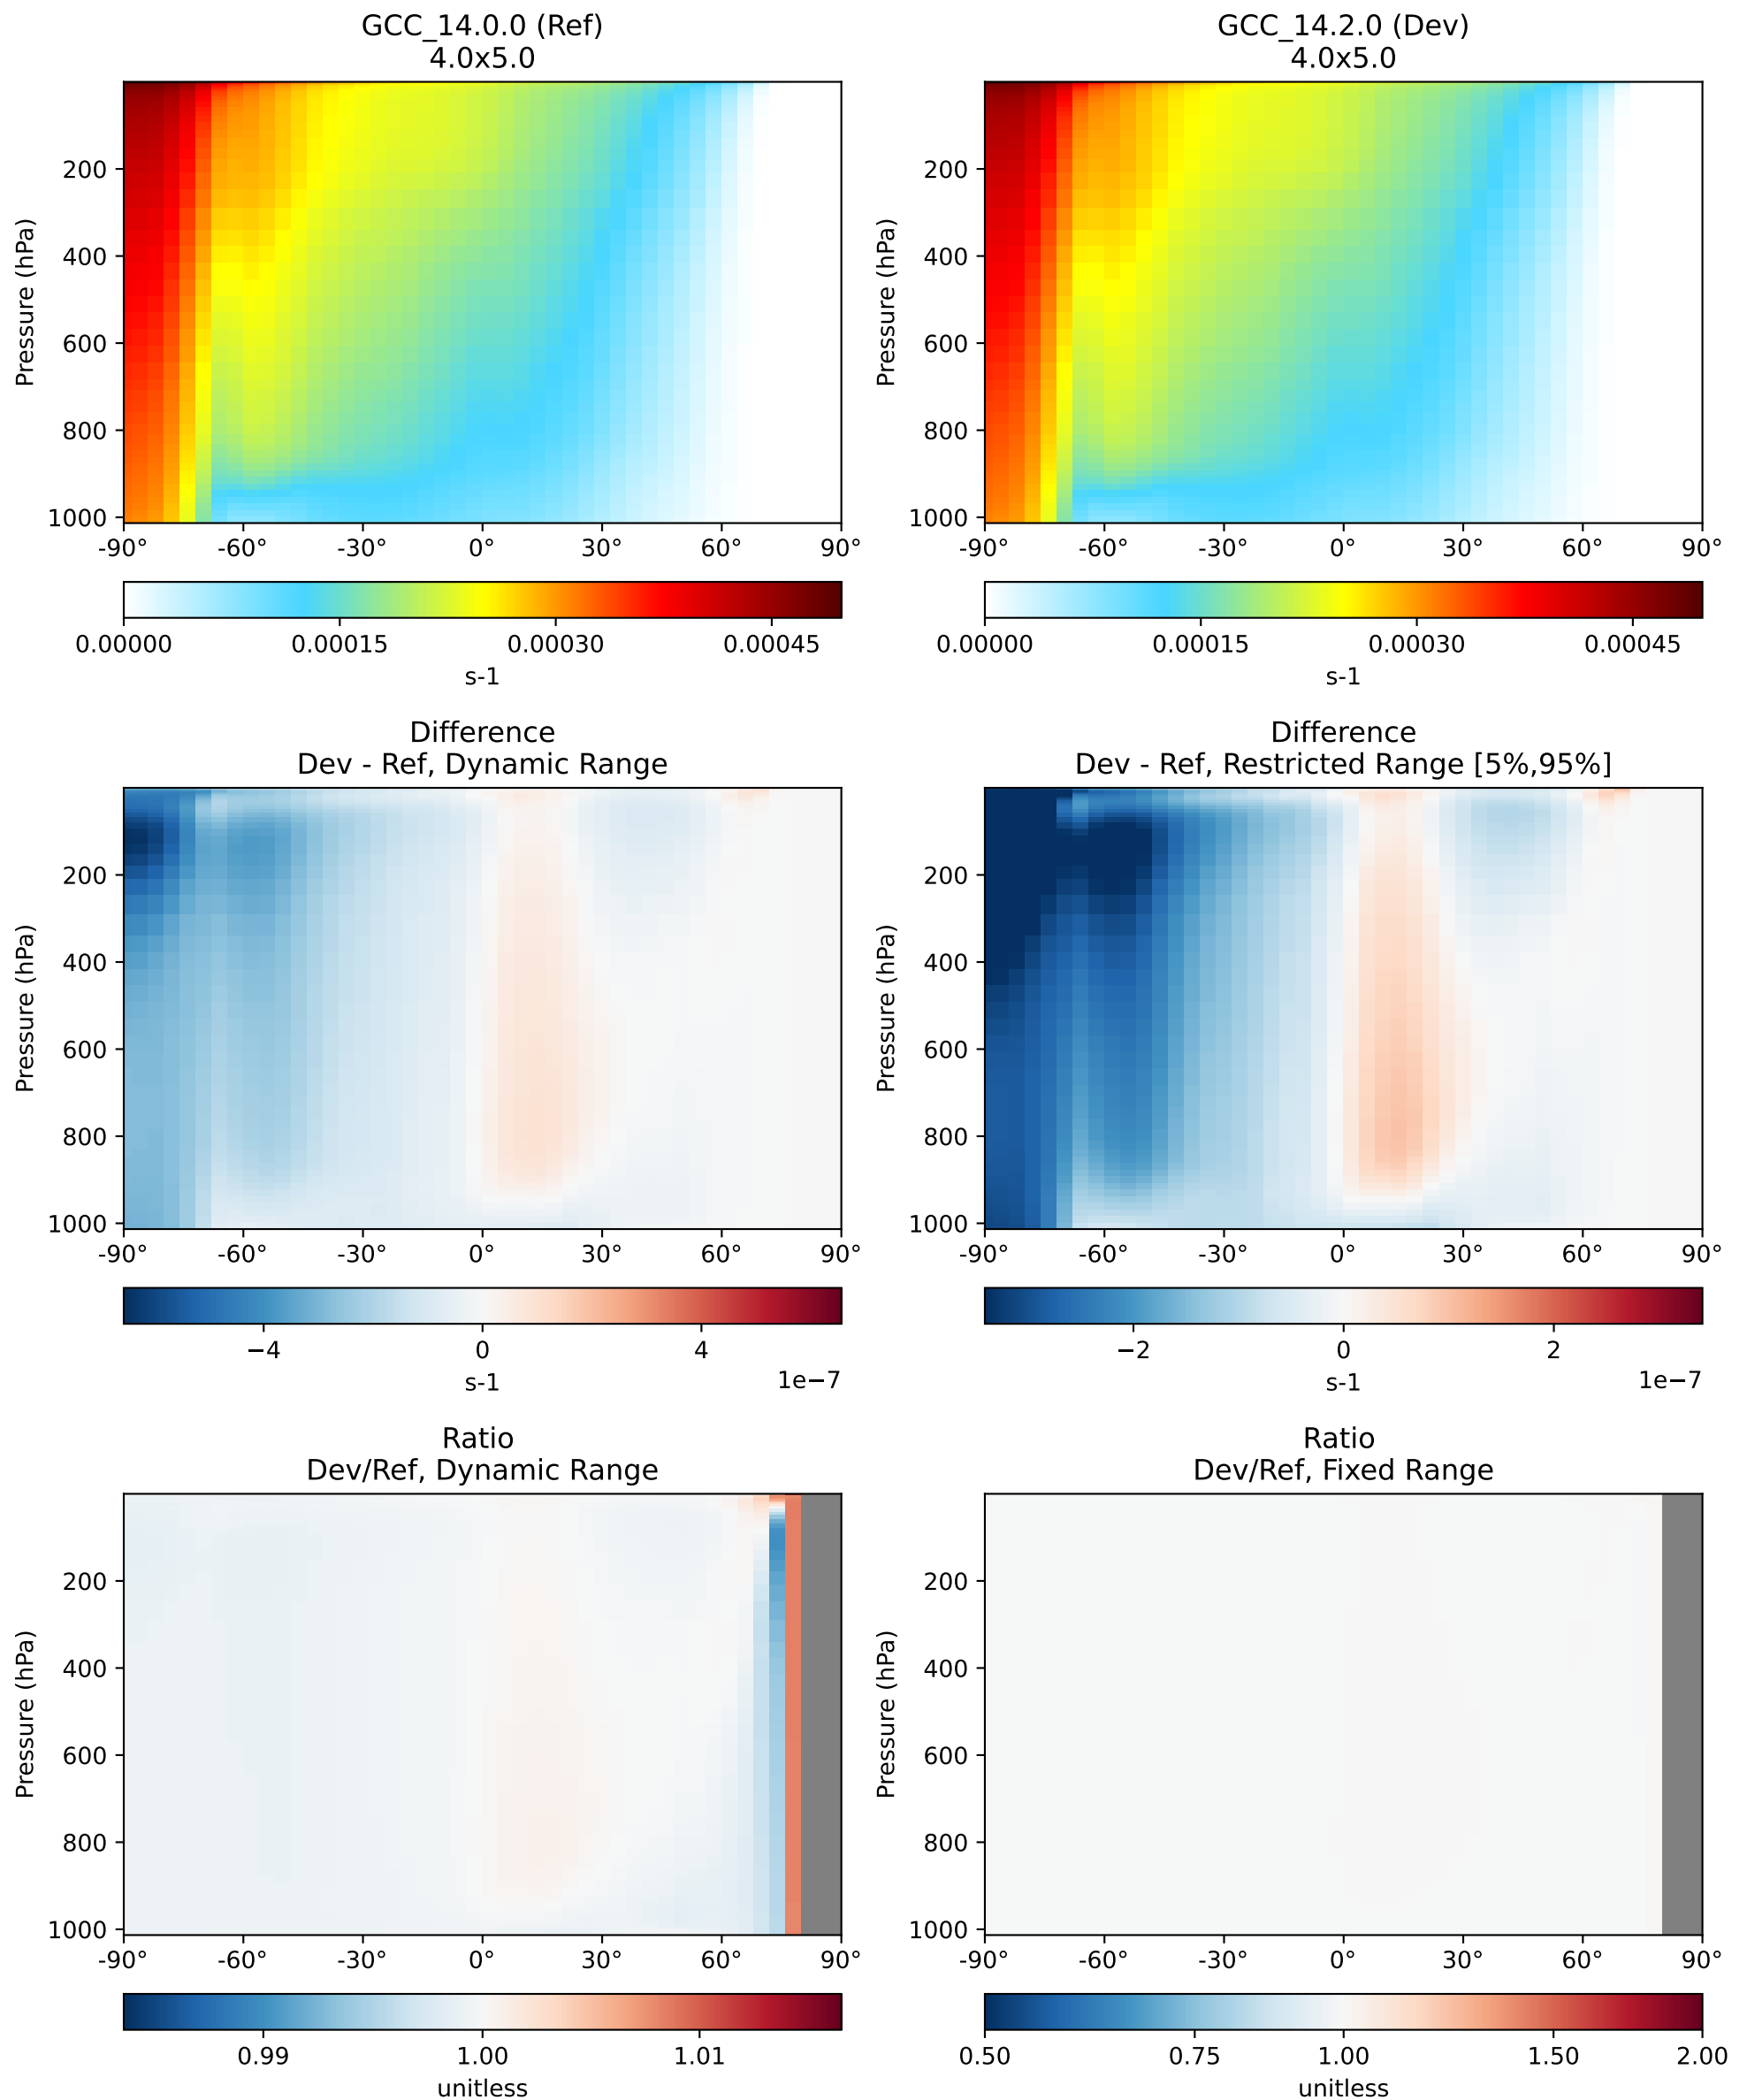 GCC_14.0.0 (Ref)
4.0x5.0
Pressure (hPa)
200
400
600
800
1000
-90° -60° -30° 0° 30° 60° 90°
0.00000 0.00015 0.00030 0.00045
s-1
GCC_14.2.0 (Dev)
4.0x5.0
Pressure (hPa)
200
400
600
800
1000
-90° -60° -30° 0° 30° 60° 90°
0.00000 0.00015 0.00030 0.00045
s-1
Difference
Dev - Ref, Dynamic Range
Pressure (hPa)
200
400
600
800
1000
-90° -60° -30° 0° 30° 60° 90°
−4 0 4
s-1
1e−7
Difference
Dev - Ref, Restricted Range [5%,95%]
Pressure (hPa)
200
400
600
800
1000
-90° -60° -30° 0° 30° 60° 90°
−2 0 2
s-1
1e−7
Ratio
Dev/Ref, Dynamic Range
Pressure (hPa)
200
400
600
800
1000
-90° -60° -30° 0° 30° 60° 90°
0.99 1.00 1.01
unitless
Ratio
Dev/Ref, Fixed Range
Pressure (hPa)
200
400
600
800
1000
-90° -60° -30° 0° 30° 60° 90°
0.50 0.75 1.00 1.50 2.00
unitless